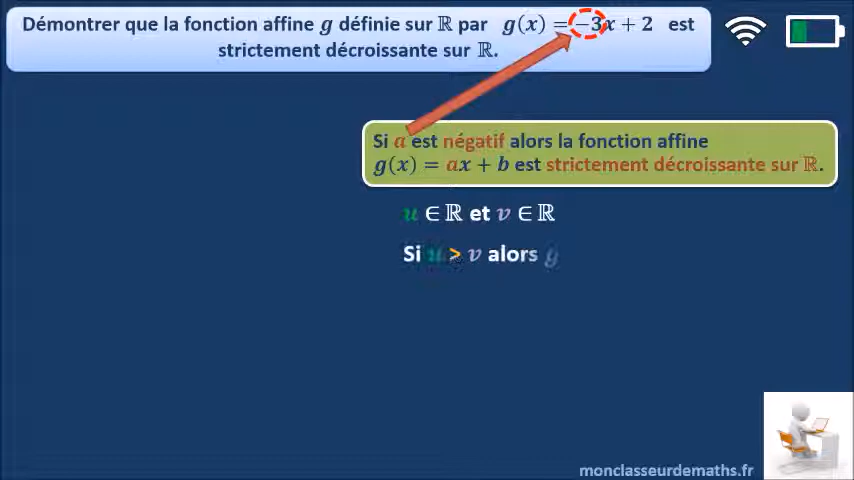 Démontrer que la fonction affine g définie sur ℝ par g(x) = −3x + 2 est
strictement décroissante sur ℝ.
Si a est négatif alors la fonction affine
g(x) = ax + b est strictement décroissante sur ℝ.
u ∈ ℝ et v ∈ ℝ
Si u > v alors g
monclasseurdemaths.fr